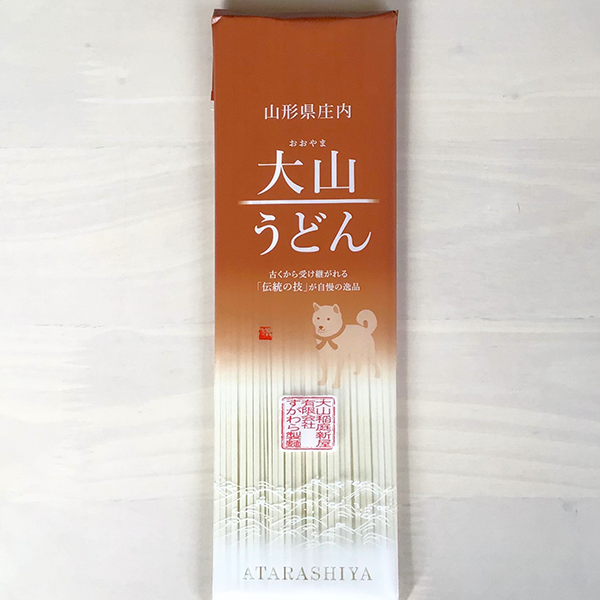 山形県庄内
おおやま
大山
うどん
古くから受け継がれる
「伝統の技」が自慢の逸品
大山稲庭新屋
有限会社
すがわら製麺
ATARASHIYA